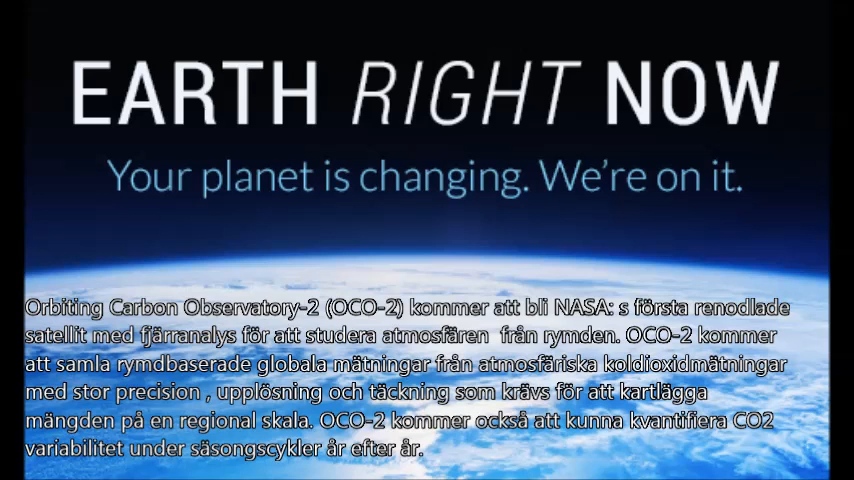 EARTH RIGHT NOW
Your planet is changing. We're on it.
Orbiting Carbon Observatory-2 (OCO-2) kommer att bli NASA: s första renodlade
satellit med fjärranalys för att studera atmosfären från rymden. OCO-2 kommer
att samla rymdbaserade globala mätningar från atmosfäriska koldioxidmätningar
med stor precision , upplösning och täckning som krävs för att kartlägga
mängden på en regional skala. OCO-2 kommer också att kunna kvantifiera CO2
variabilitet under säsongscykler år efter år.